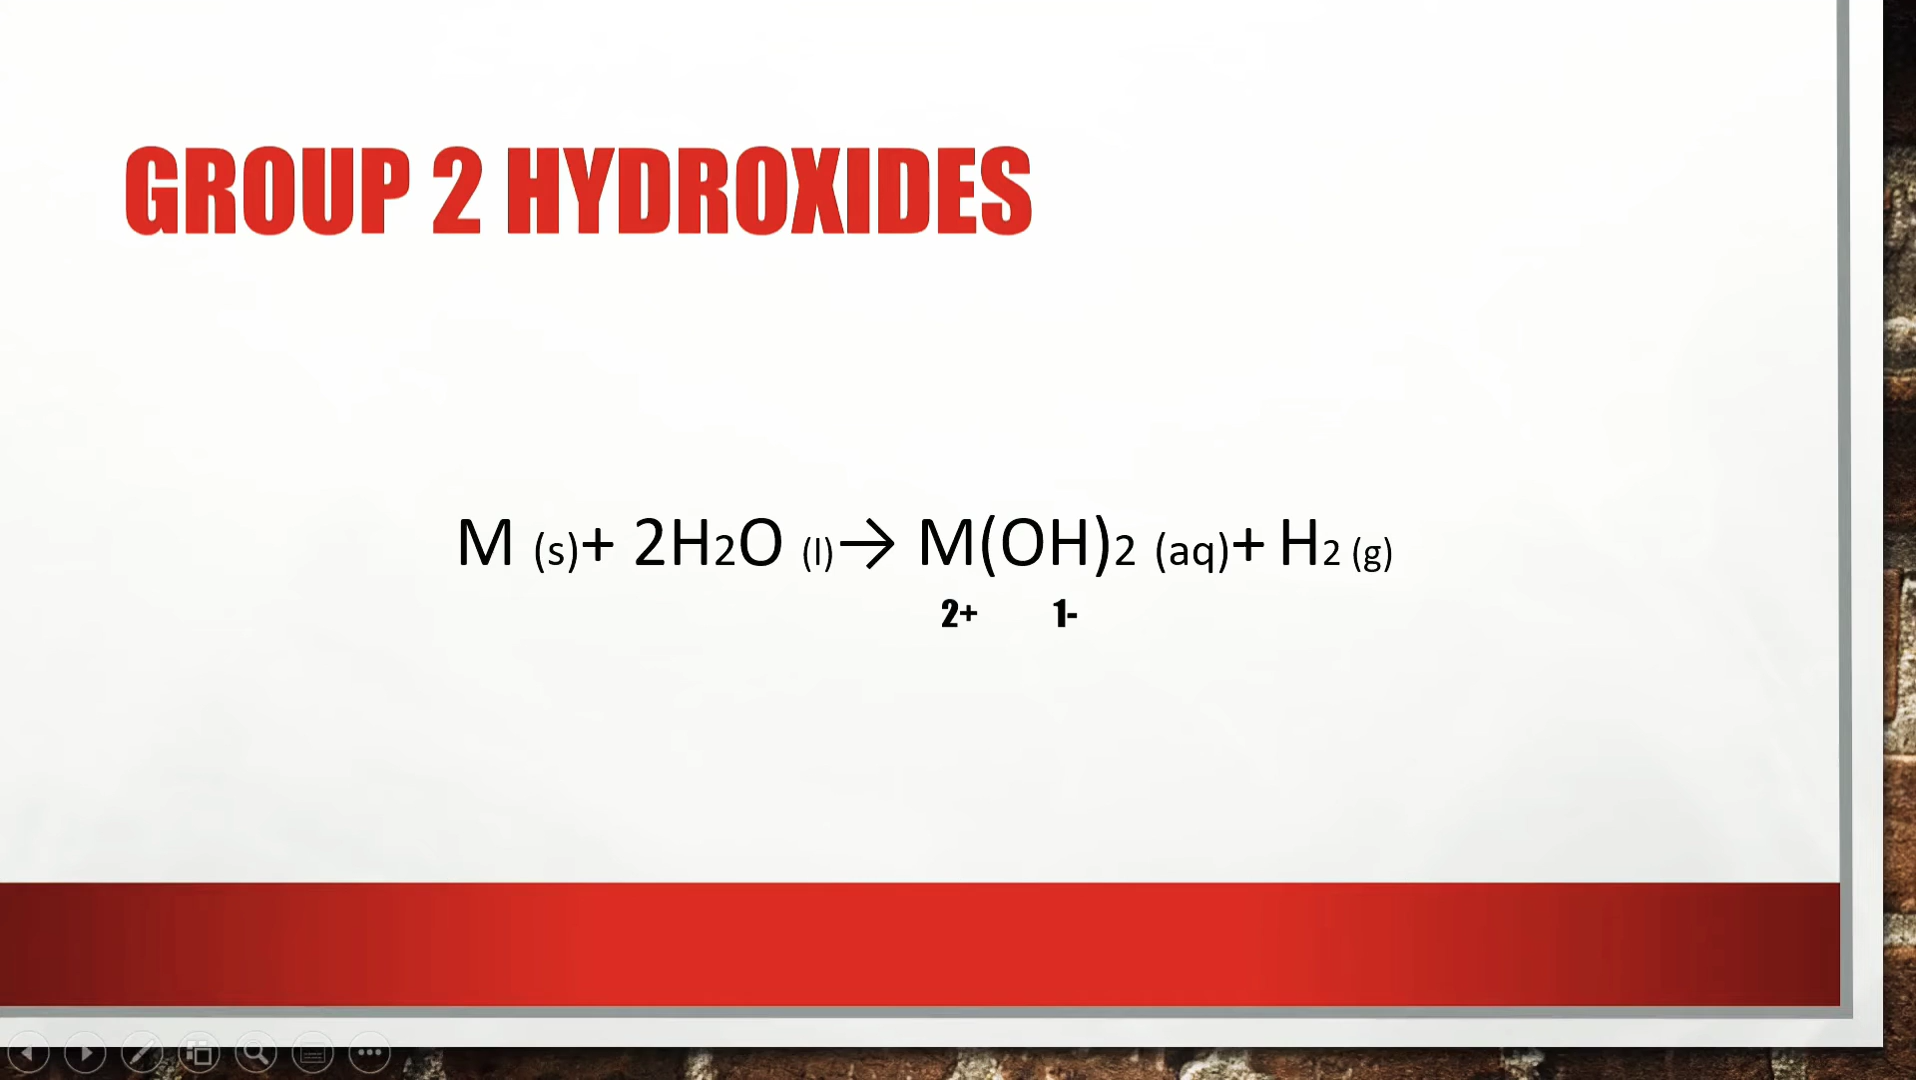 GROUP 2 HYDROXIDES
M (s)+ 2H2O (l)→ M(OH)2 (aq)+ H2 (g)
2+ 1-